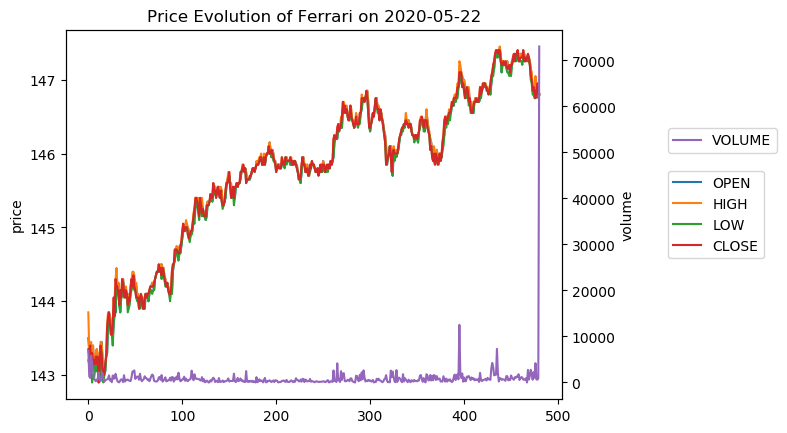 Price Evolution of Ferrari on 2020-05-22
price
147
146
145
144
143
0
100
200
300
400
500
70000
60000
50000
40000
30000
20000
10000
0
volume
VOLUME
OPEN
HIGH
LOW
CLOSE